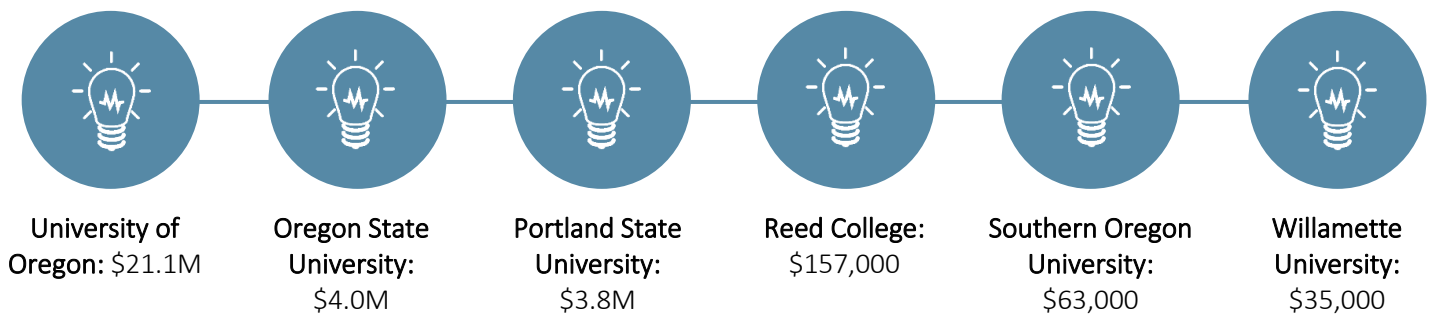 University of
Oregon: $21.1M
Oregon State
University:
$4.0M
Portland State
University:
$3.8M
Reed College:
$157,000
Southern Oregon
University:
$63,000
Willamette
University:
$35,000